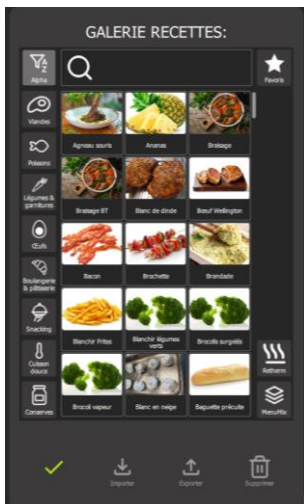 GALERIE RECETTES:
Alpha
Favoris
Viandes
Agneau souris
Ananas
Braisage
Poissons
Légumes &
garnitures
Braisage BT
Blanc de dinde
Bœuf Wellington
Œufs
Boulangerie
& pâtisserie
Bacon
Brochette
Brandade
Snacking
Blanchir Frites
Blanchir légumes
verts
Brocolis surgelés
Cuisson
douce
Retherm
Conserves
Brocoli vapeur
Blanc en neige
Baguette précuite
MenuMix
Importer
Exporter
Supprimer